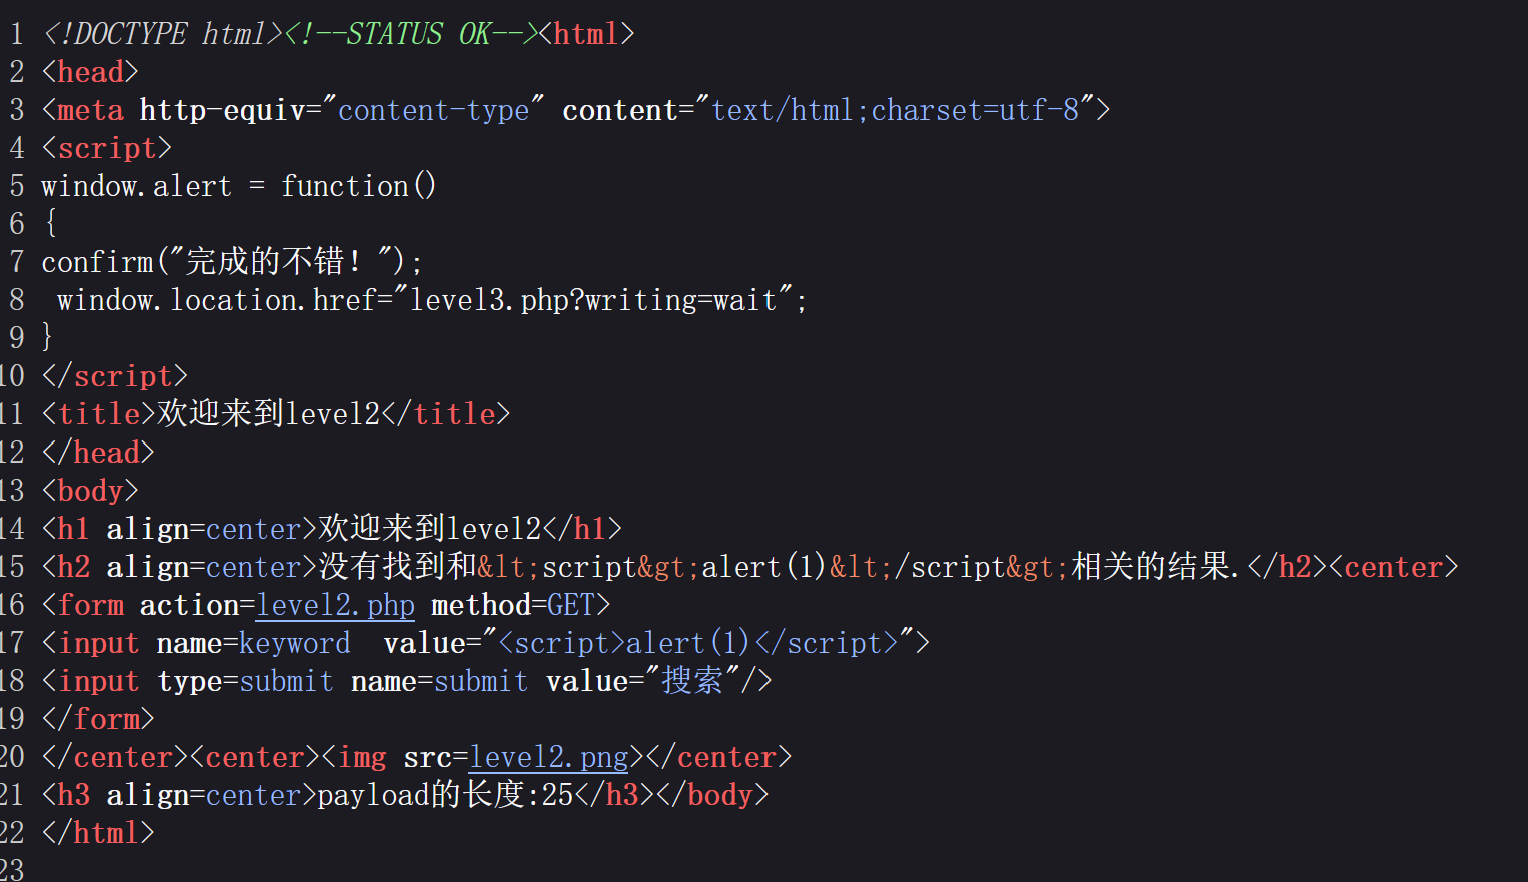 1 <!DOCTYPE html><!--STATUS OK--><html>
2 <head>
3 <meta http-equiv="content-type" content="text/html;charset=utf-8">
4 <script>
5 window.alert = function()
6 {
7 confirm("完成的不错！");
8  window.location.href="level3.php?writing=wait";
9 }
10 </script>
11 <title>欢迎来到level2</title>
12 </head>
13 <body>
14 <h1 align=center>欢迎来到level2</h1>
15 <h2 align=center>没有找到和&lt;script&gt;alert(1)&lt;/script&gt;相关的结果.</h2><center>
16 <form action=level2.php method=GET>
17 <input name=keyword  value="<script>alert(1)</script>">
18 <input type=submit name=submit value="搜索"/>
19 </form>
20 </center><center><img src=level2.png></center>
21 <h3 align=center>payload的长度:25</h3></body>
22 </html>
23